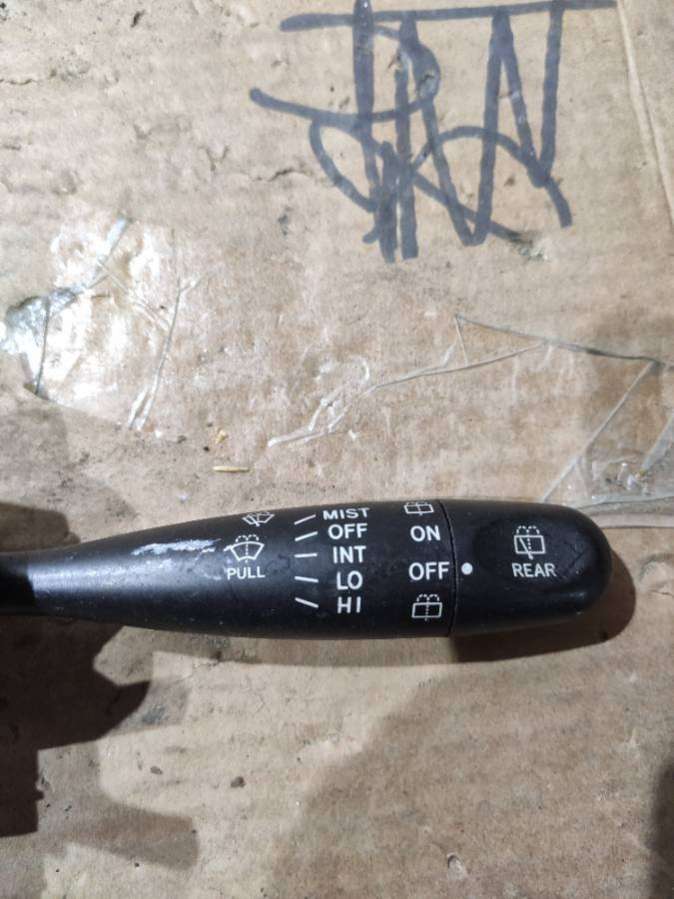 MIST
OFF
INT
LO
HI
PULL
ON
OFF
REAR